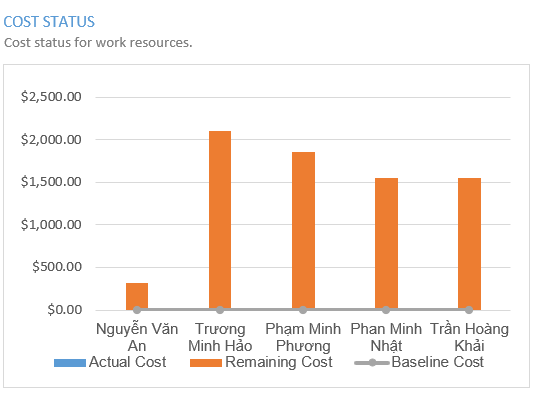 COST STATUS
Cost status for work resources.
$2,500.00
$2,000.00
$1,500.00
$1,000.00
$500.00
$0.00
Nguyễn Văn An
Trương Minh Hảo
Phạm Minh Phương
Phan Minh Nhật
Trần Hoàng Khải
Actual Cost
Remaining Cost
Baseline Cost